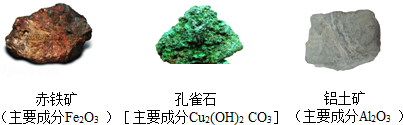 赤铁矿 孔雀石 铝土矿
（主要成分Fe2O3 ） [ 主要成分Cu2(OH)2 CO3] （主要成分Al2O3 ）